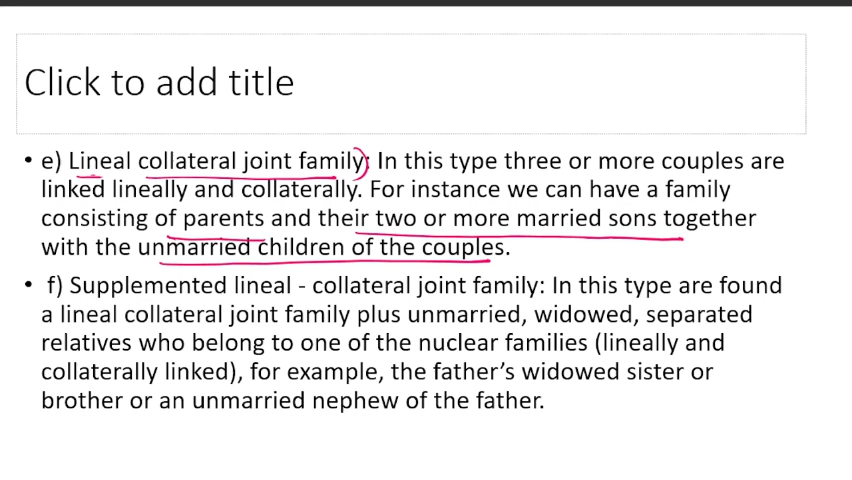 Click to add title
• e) Lineal collateral joint family: In this type three or more couples are
linked lineally and collaterally. For instance we can have a family
consisting of parents and their two or more married sons together
with the unmarried children of the couples.
• f) Supplemented lineal - collateral joint family: In this type are found
a lineal collateral joint family plus unmarried, widowed, separated
relatives who belong to one of the nuclear families (lineally and
collaterally linked), for example, the father’s widowed sister or
brother or an unmarried nephew of the father.